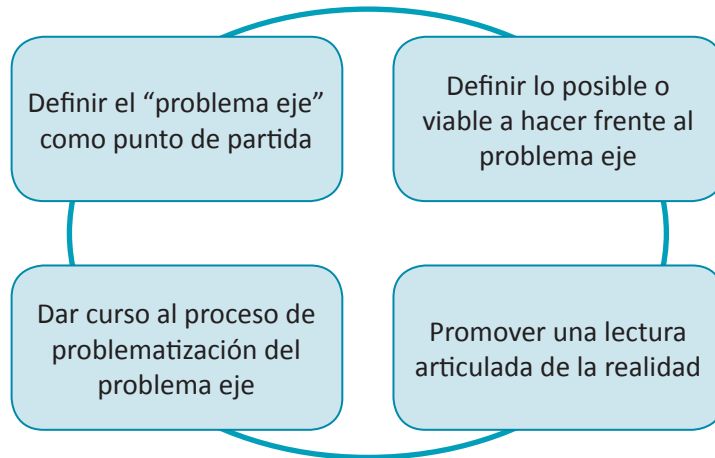 Definir el “problema eje”
como punto de partida
Definir lo posible o
viable a hacer frente al
problema eje
Dar curso al proceso de
problematización del
problema eje
Promover una lectura
articulada de la realidad